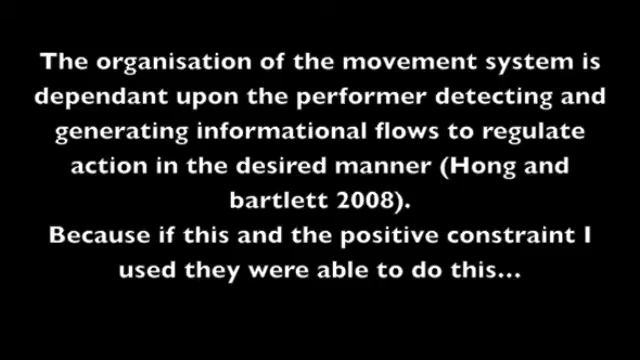 The organisation of the movement system is
dependant upon the performer detecting and
generating informational flows to regulate
action in the desired manner (Hong and
bartlett 2008).
Because if this and the positive constraint I
used they were able to do this...